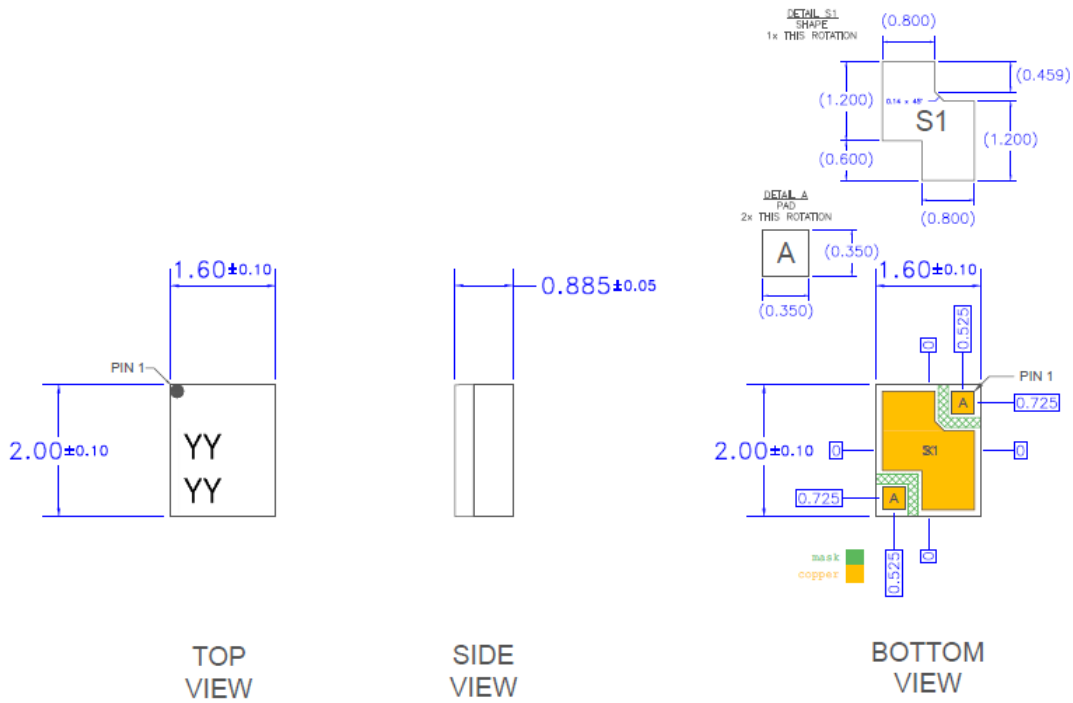 DETAIL S1
SHAPE
1x THIS ROTATION
(0.800)
(0.459)
(1.200)
0.14 x 45°
S1
(1.200)
(0.600)
(0.800)
DETAIL A
PAD
2x THIS ROTATION
A
(0.350)
(0.350)
1.60±0.10
0.885±0.05
1.60±0.10
0.525
0
PIN 1
PIN 1
A
0.725
2.00±0.10
YY
YY
2.00±0.10
0
S1
0
0.725
A
0.525
0
mask
copper
TOP
VIEW
SIDE
VIEW
BOTTOM
VIEW